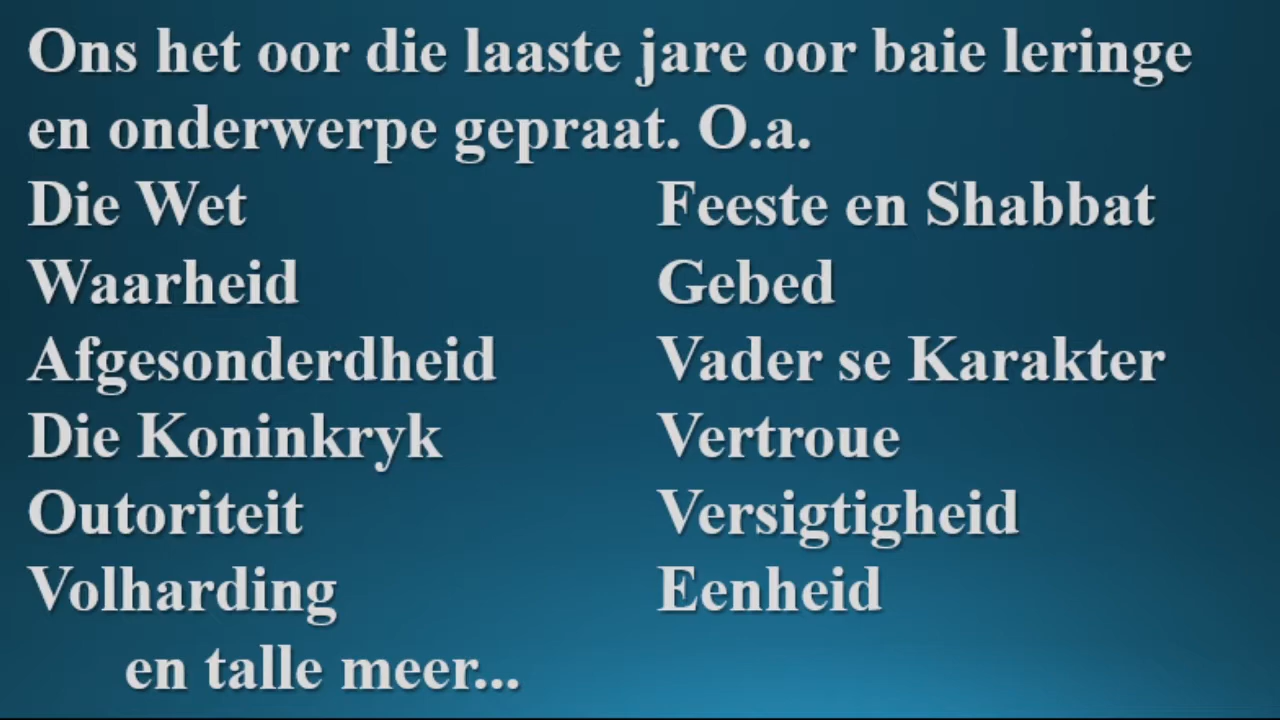 Ons het oor die laaste jare oor baie leringe
en onderwerpe gepraat. O.a.
Die Wet
Feeste en Shabbat
Waarheid
Gebed
Afgesonderdheid
Vader se Karakter
Die Koninkryk
Vertroue
Outoriteit
Versigtigheid
Volharding
Eenheid
en talle meer...